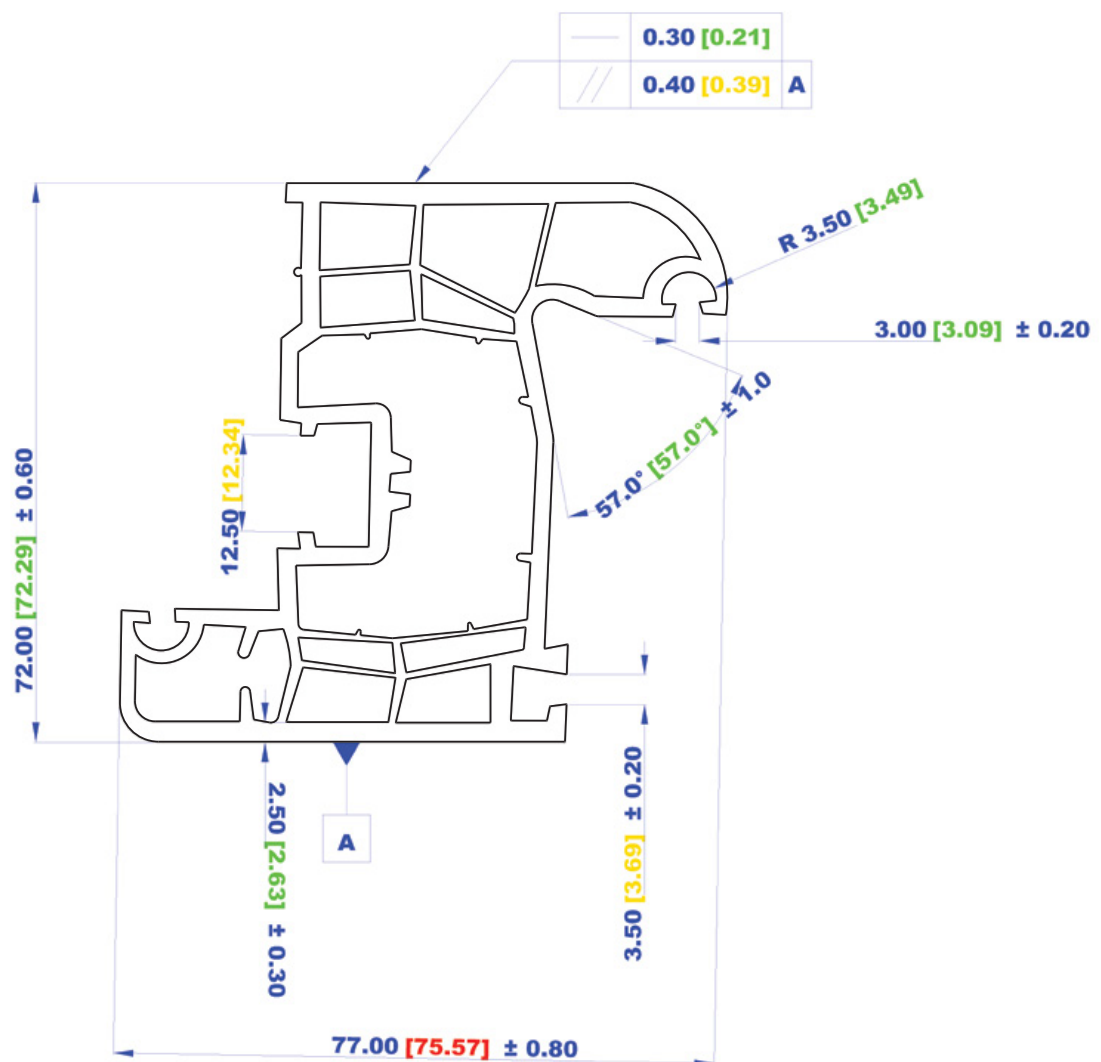 0.30 [0.21]
0.40 [0.39] A
R 3.50 [3.49]
3.00 [3.09] ± 0.20
57.0° [57.0°] ± 1.0
12.50 [12.34]
72.00 [72.29] ± 0.60
2.50 [2.63] ± 0.30
A
3.50 [3.69] ± 0.20
77.00 [75.57] ± 0.80